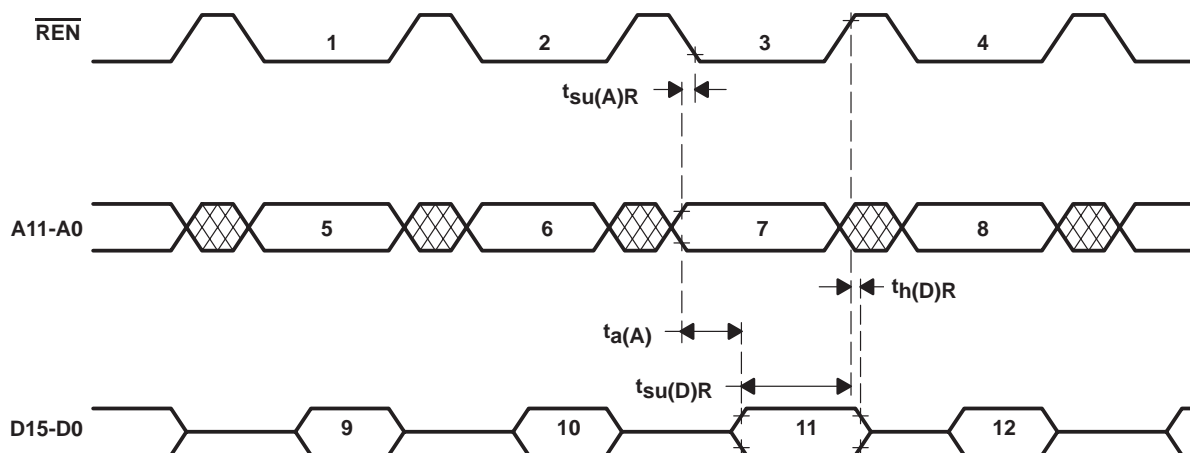 REN
1 2 3 4
tsu(A)R
A11-A0
5 6 7 8
th(D)R
ta(A)
tsu(D)R
D15-D0
9 10 11 12